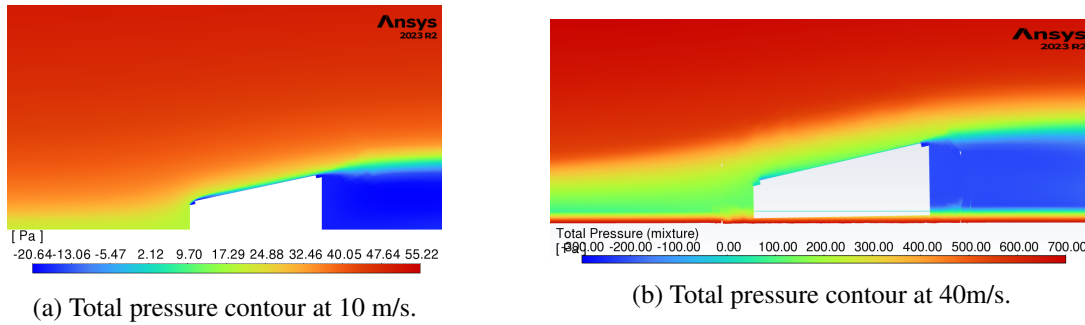 Ansys
2023 R2
[ Pa ]
-20.64 -13.06 -5.47 2.12 9.70 17.29 24.88 32.46 40.05 47.64 55.22
(a) Total pressure contour at 10 m/s.
Ansys
2023 R2
Total Pressure (mixture)
-200.00 -100.00 0.00 100.00 200.00 300.00 400.00 500.00 600.00 700.00
(b) Total pressure contour at 40m/s.